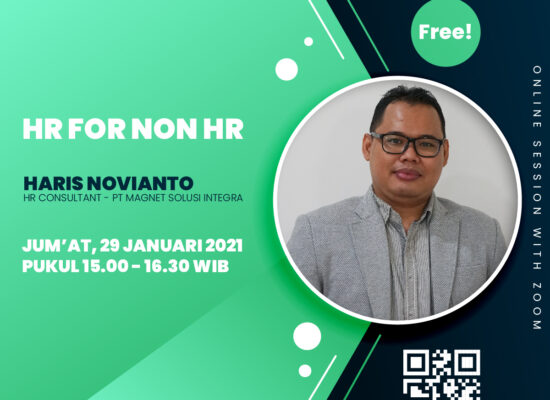 Free!
HR FOR NON HR
HARIS NOVIANTO
HR CONSULTANT - PT MAGNET SOLUSI INTEGRA
JUM'AT, 29 JANUARI 2021
PUKUL 15.00 - 16.30 WIB
ONLINE SESSION WITH ZOOM